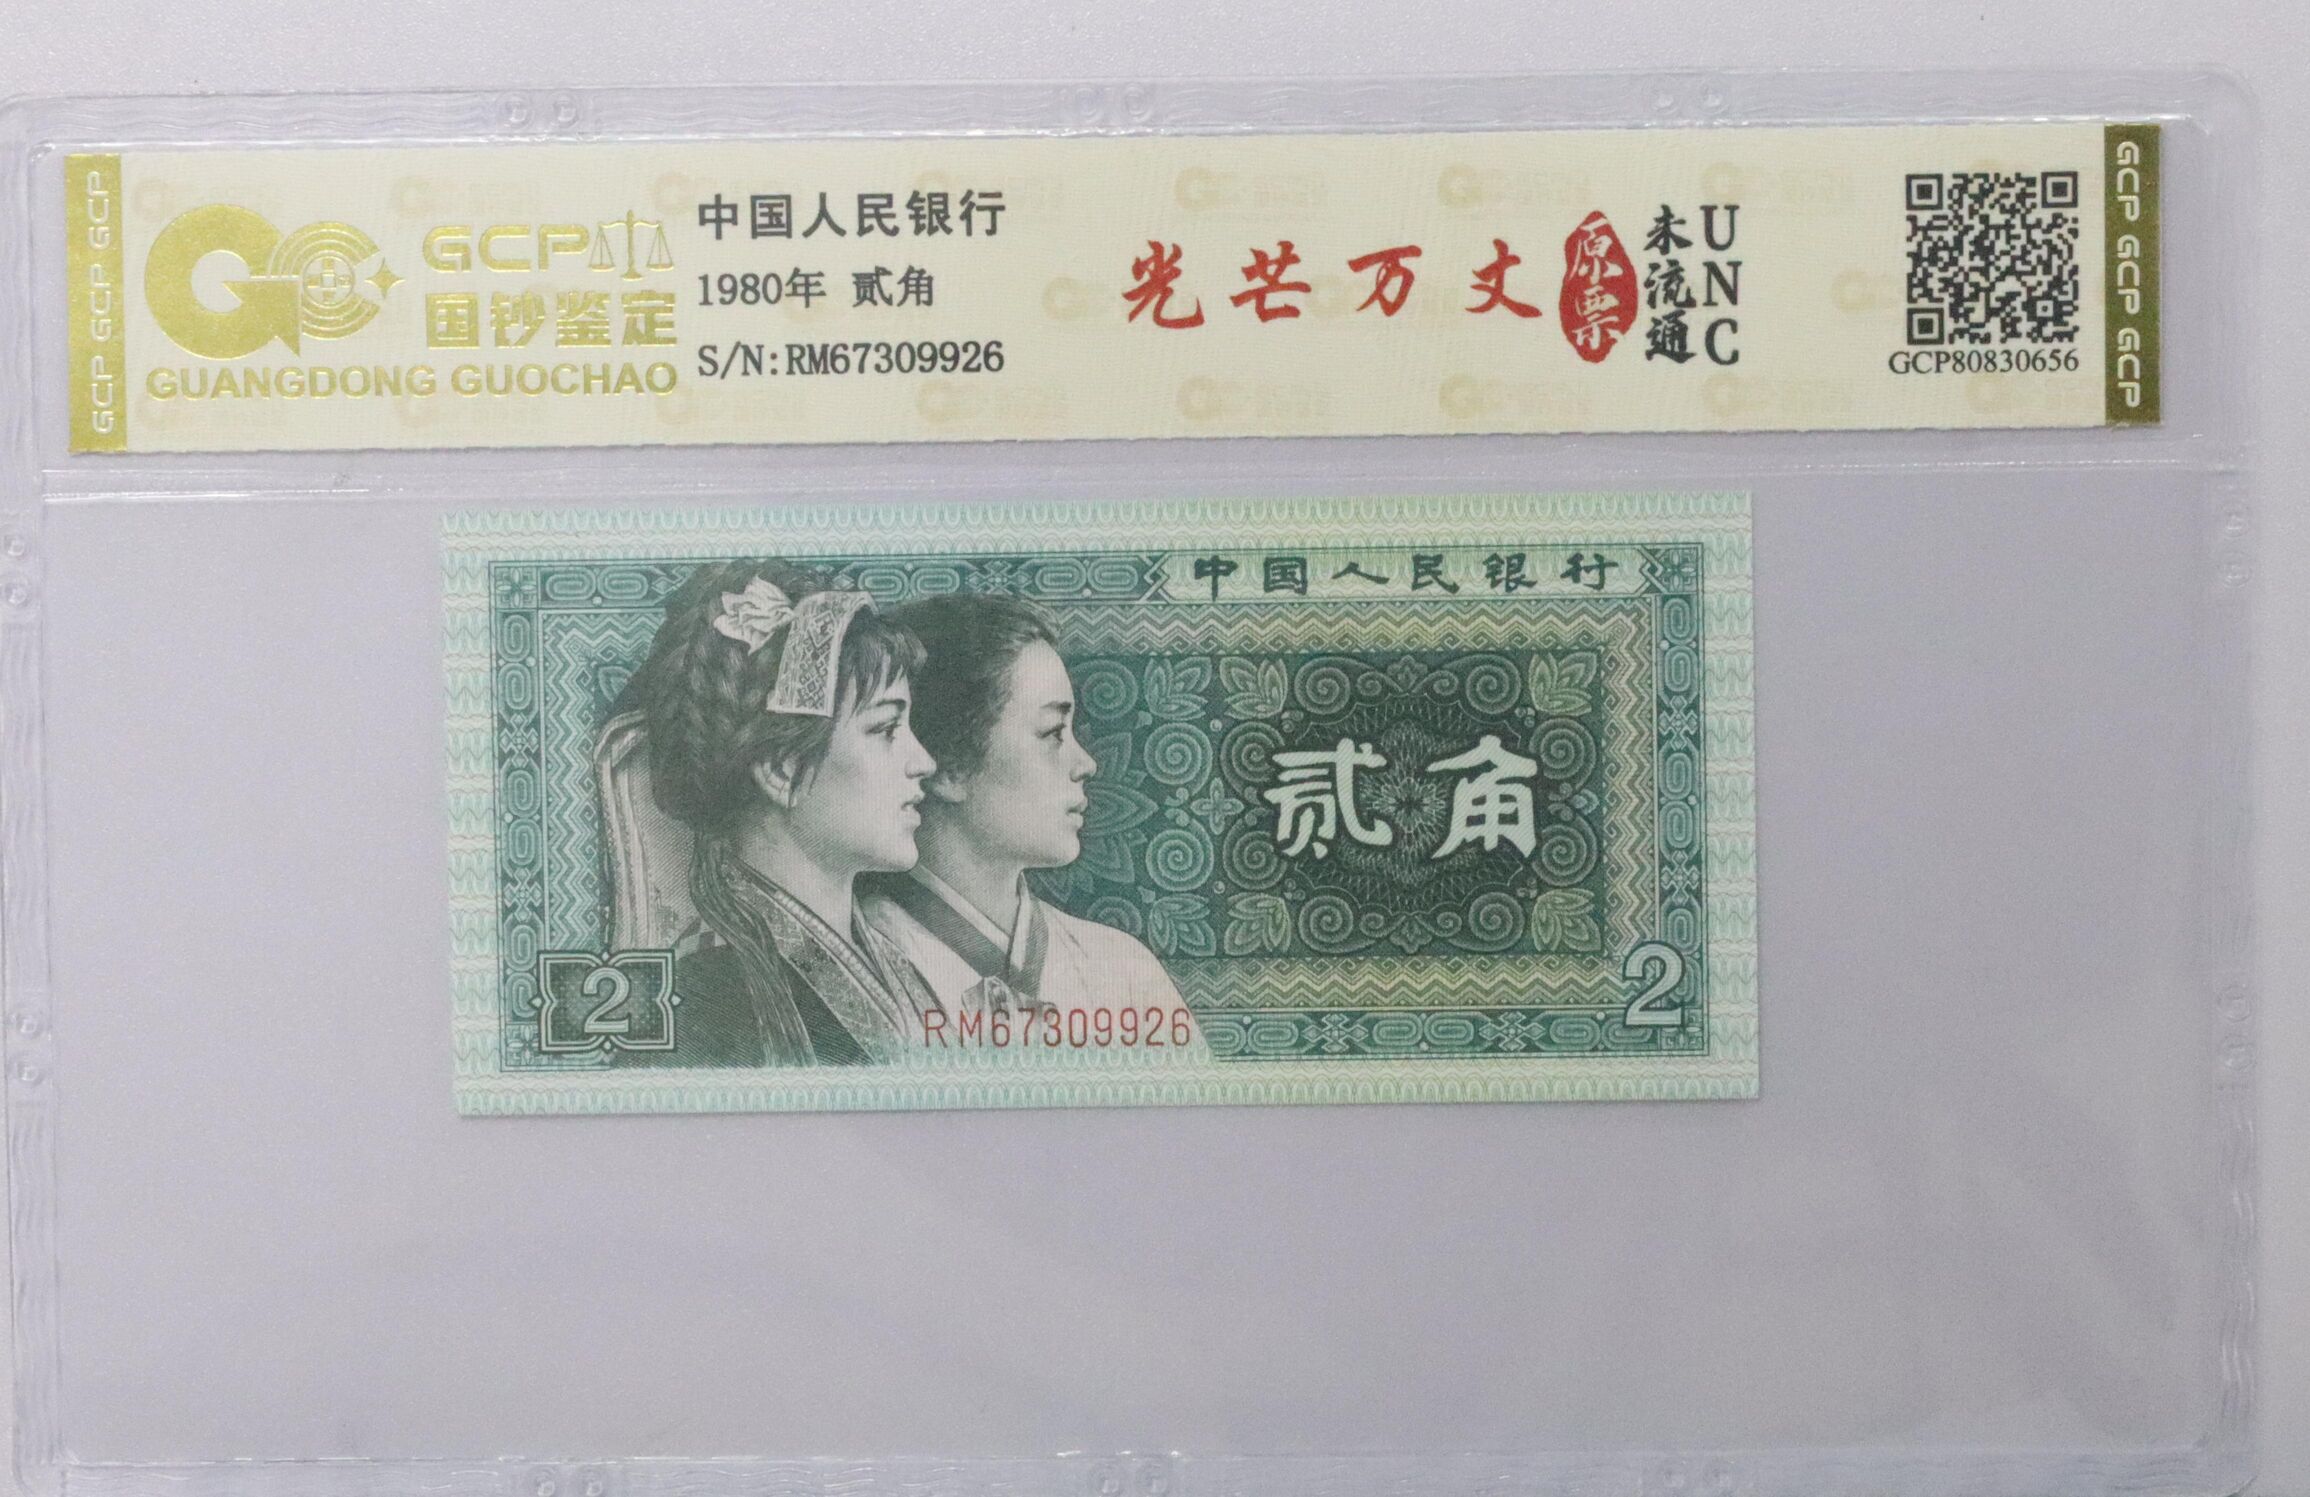 GCP GCP GCP
GCP
国钞鉴定
GUANGDONG GUOCHAO
中国人民银行
1980年 贰角
S/N:RM67309926
光芒万丈
原票
未流通
UNC
GCP80830656
GCP GCP GCP
中国人民银行
贰角
2
RM67309926
2